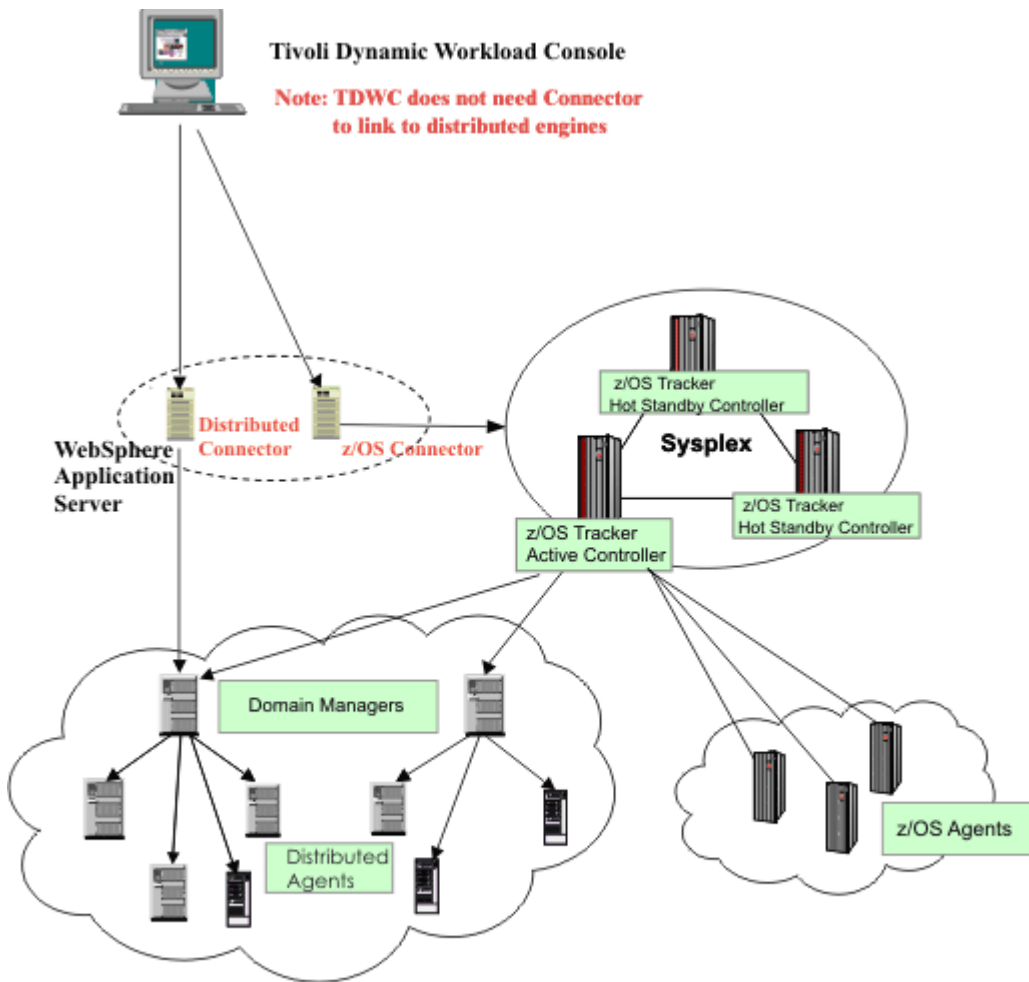 Tivoli Dynamic Workload Console
Note: TDWC does not need Connector
to link to distributed engines
z/OS Tracker
Hot Standby Controller
Distributed
Connector
z/OS Connector
WebSphere
Application
Server
Sysplex
z/OS Tracker
Hot Standby Controller
z/OS Tracker
Active Controller
Domain Managers
Distributed
Agents
z/OS Agents